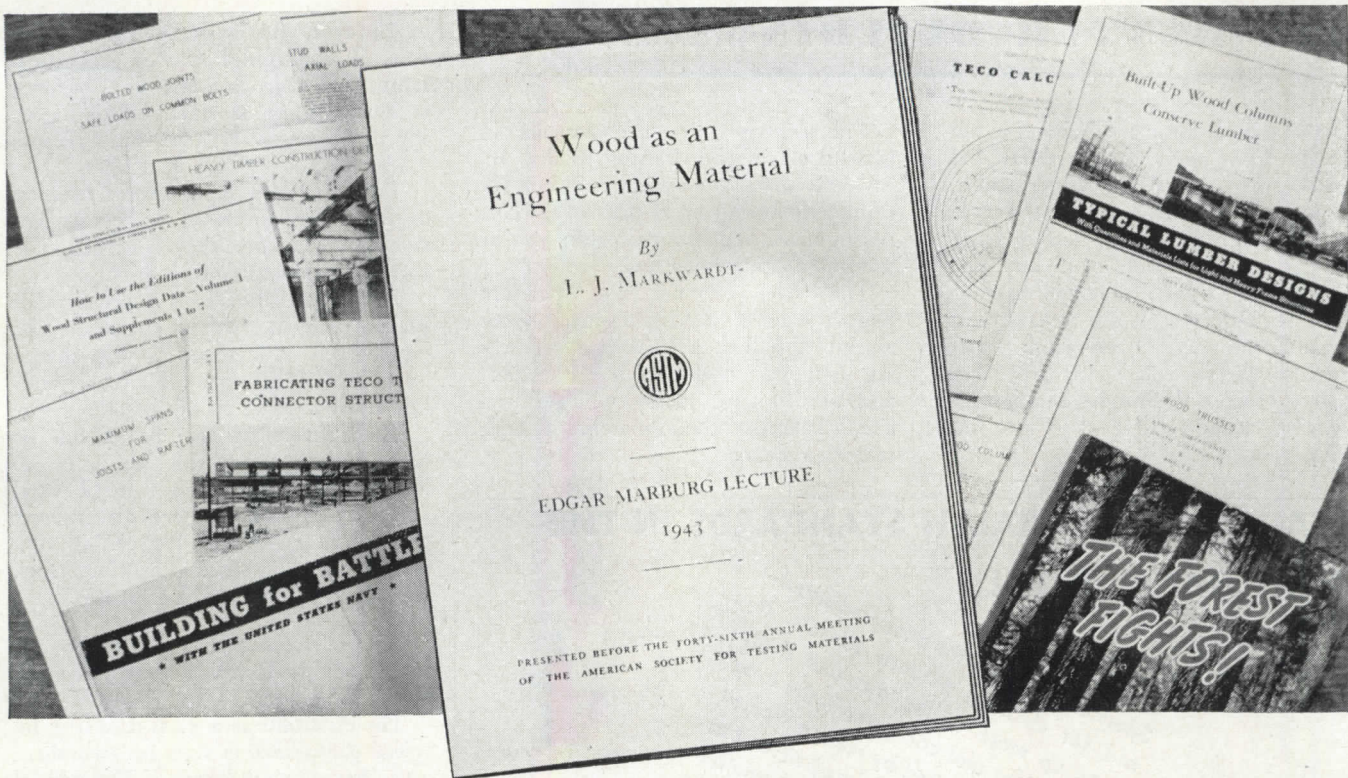 BOLTED WOOD JOINTS
SAFE LOADS ON COMMON BOLTS
STUD WALLS
AXIAL LOADS
HEAVY TIMBER CONSTRUCTION DE
How to Use the Editions of
Wood Structural Design Data—Volume 1
and Supplements 1 to 7
MAXIMUM SPANS
FOR
JOISTS AND RAFTER
FABRICATING TECO T
CONNECTOR STRUCT
BUILDING for BATTLE
★ WITH THE UNITED STATES NAVY ★
Wood as an
Engineering Material
By
L. J. MARKWARDT
ASTM
EDGAR MARBURG LECTURE
1943
PRESENTED BEFORE THE FORTY-SIXTH ANNUAL MEETING
OF THE AMERICAN SOCIETY FOR TESTING MATERIALS
TECO CALC
Built-Up Wood Columns
Conserve Lumber
TYPICAL LUMBER DESIGNS
With Quantities and Materials Lists for Light and Heavy Frame Structures
WOOD TRUSSES
OOD COLUM
THE FOREST
FIGHTS!